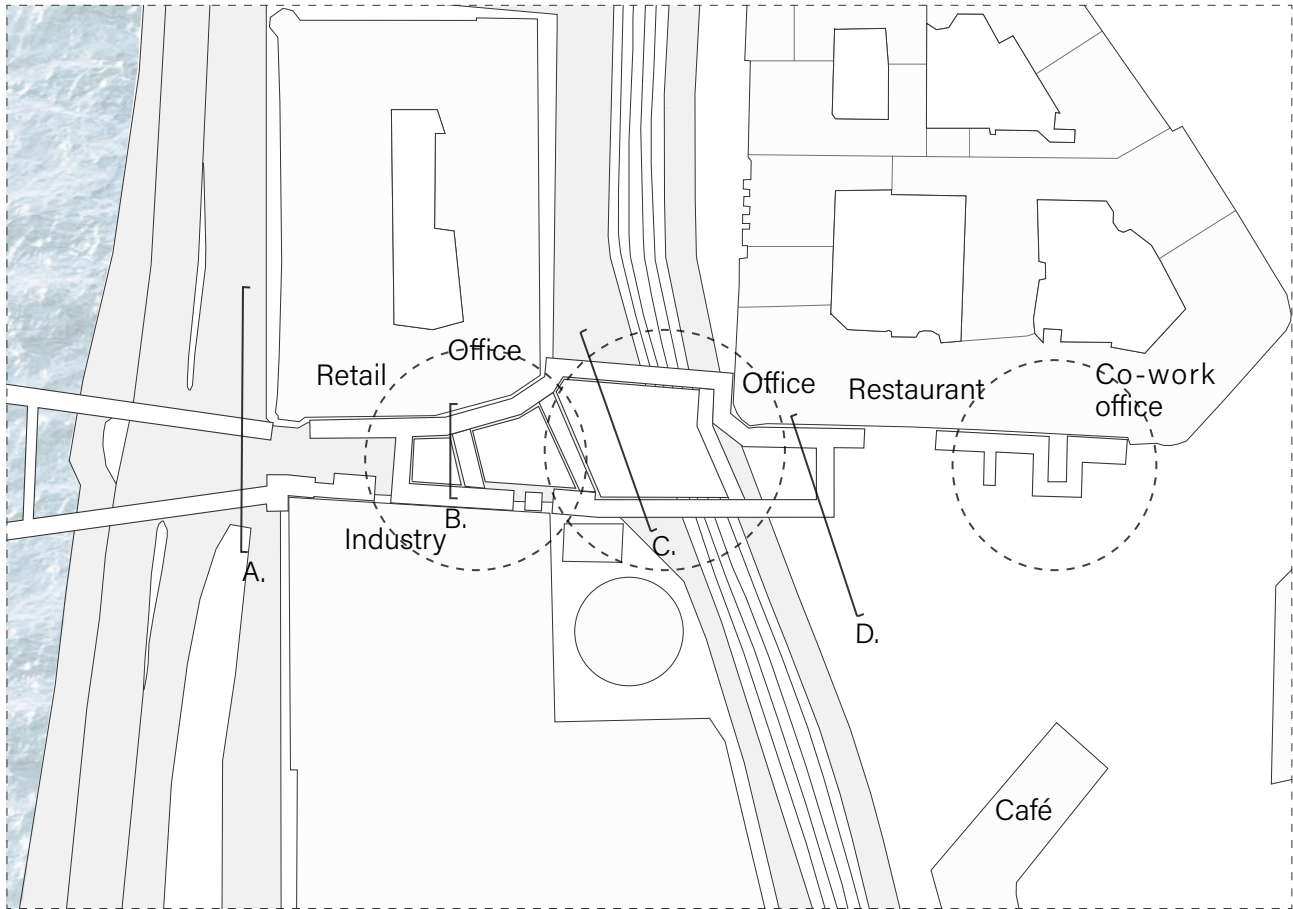 Office
Retail
Office
Restaurant
Co-work
office
B.
Industry
C.
A.
D.
Café